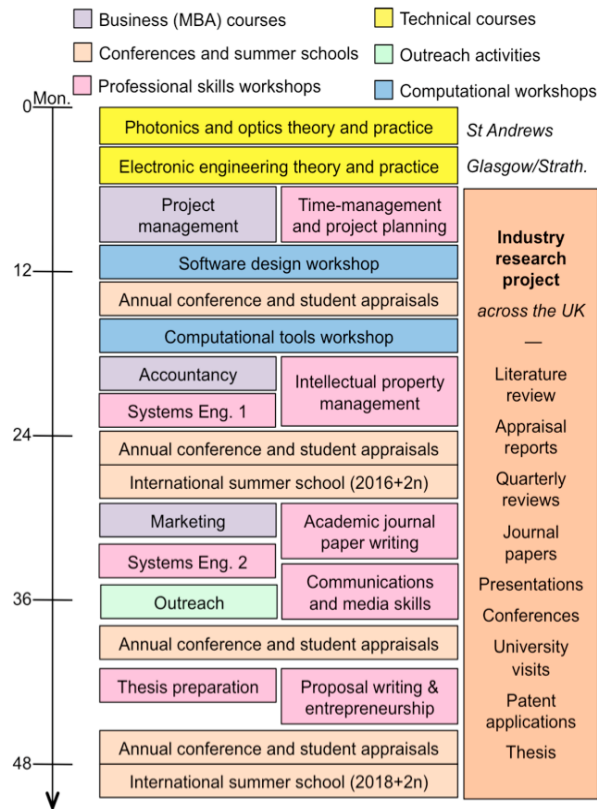 Business (MBA) courses
Technical courses
Conferences and summer schools
Outreach activities
Professional skills workshops
Computational workshops
0 Mon.
Photonics and optics theory and practice
St Andrews
Electronic engineering theory and practice
Glasgow/Strath.
Project
management
Time-management
and project planning
Software design workshop
12
Annual conference and student appraisals
Computational tools workshop
Accountancy
Systems Eng. 1
Intellectual property
management
24
Annual conference and student appraisals
International summer school (2016+2n)
Marketing
Systems Eng. 2
Academic journal
paper writing
Communications
and media skills
36
Outreach
Annual conference and student appraisals
Thesis preparation
Proposal writing &
entrepreneurship
48
Annual conference and student appraisals
International summer school (2018+2n)
Industry
research
project
across the UK
—
Literature
review
Appraisal
reports
Quarterly
reviews
Journal
papers
Presentations
Conferences
University
visits
Patent
applications
Thesis